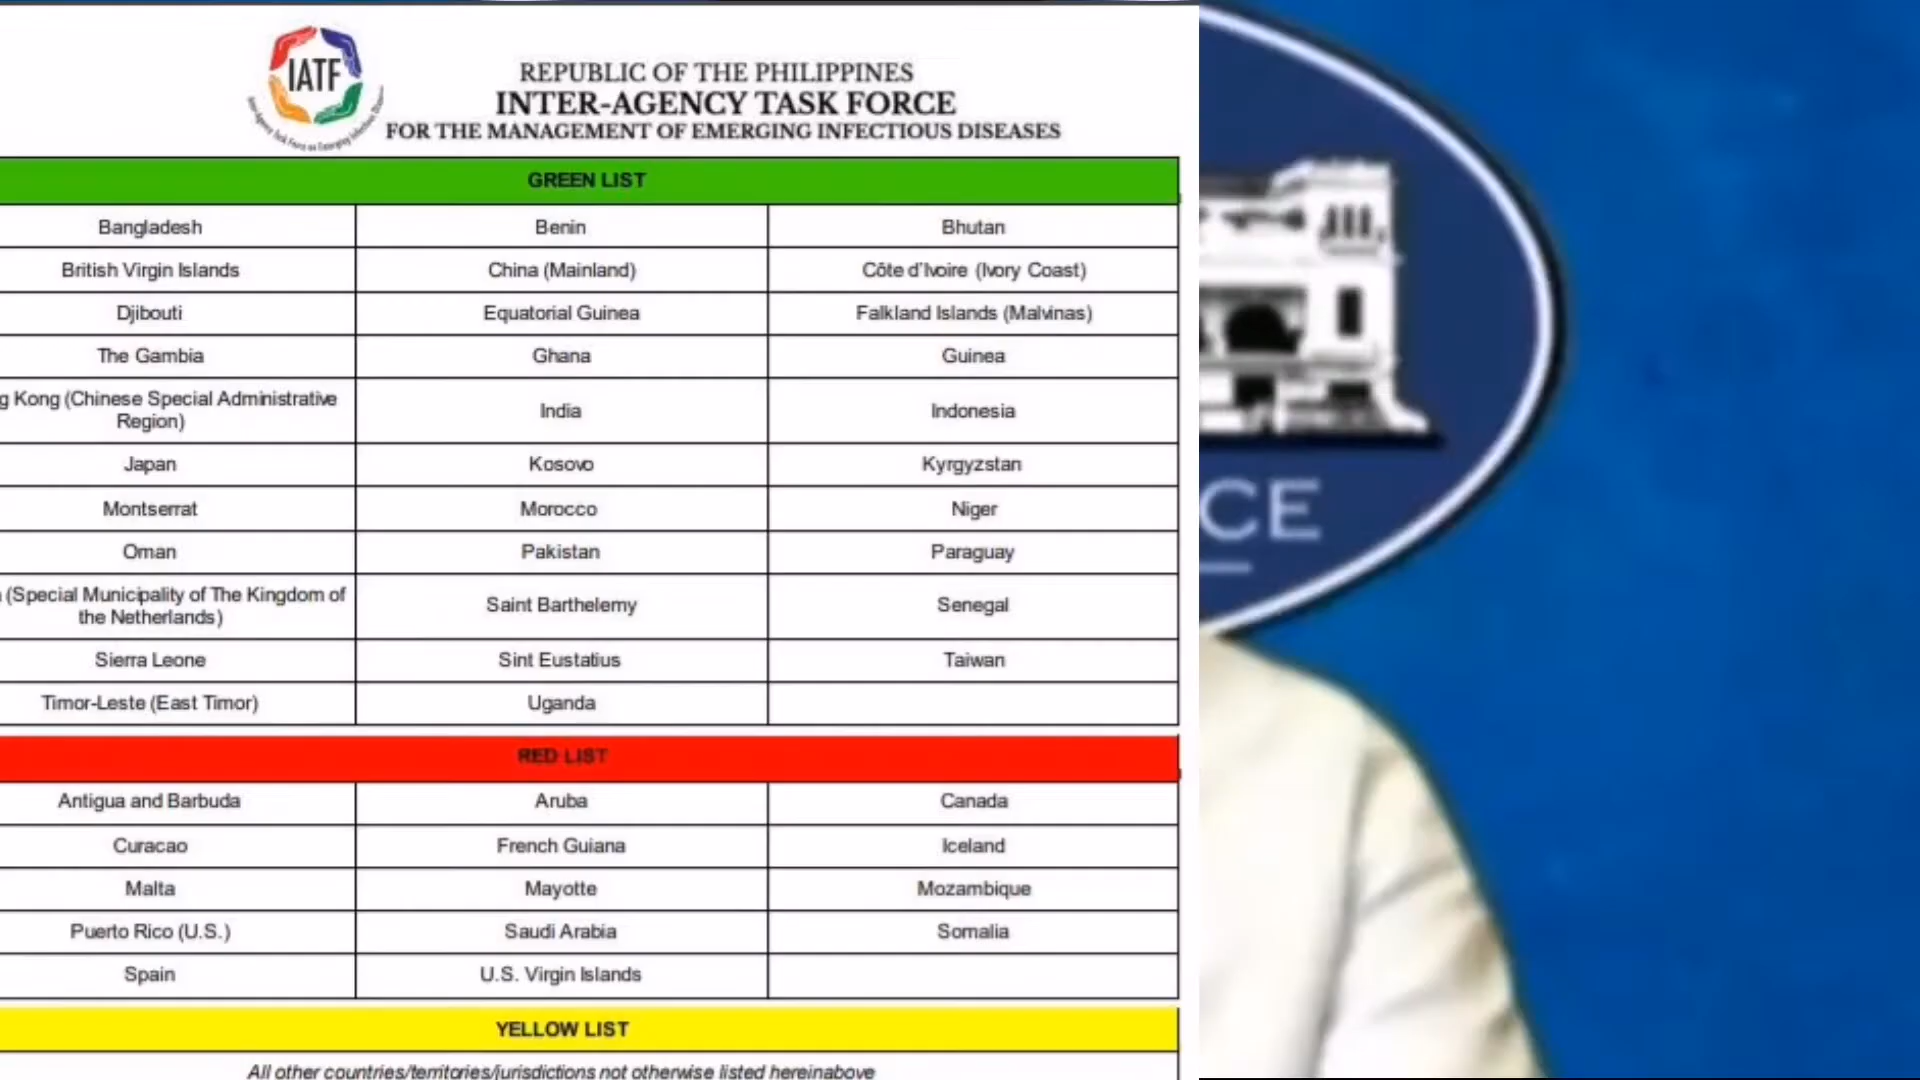 IATF
REPUBLIC OF THE PHILIPPINES
INTER-AGENCY TASK FORCE
FOR THE MANAGEMENT OF EMERGING INFECTIOUS DISEASES
GREEN LIST
Bangladesh Benin Bhutan
British Virgin Islands China (Mainland) Côte d'Ivoire (Ivory Coast)
Djibouti Equatorial Guinea Falkland Islands (Malvinas)
The Gambia Ghana Guinea
g Kong (Chinese Special Administrative
Region) India Indonesia
Japan Kosovo Kyrgyzstan
Montserrat Morocco Niger
Oman Pakistan Paraguay
(Special Municipality of The Kingdom of
the Netherlands) Saint Barthelemy Senegal
Sierra Leone Sint Eustatius Taiwan
Timor-Leste (East Timor) Uganda
RED LIST
Antigua and Barbuda Aruba Canada
Curacao French Guiana Iceland
Malta Mayotte Mozambique
Puerto Rico (U.S.) Saudi Arabia Somalia
Spain U.S. Virgin Islands
YELLOW LIST
All other countries/territories/jurisdictions not otherwise listed hereinabove
CE